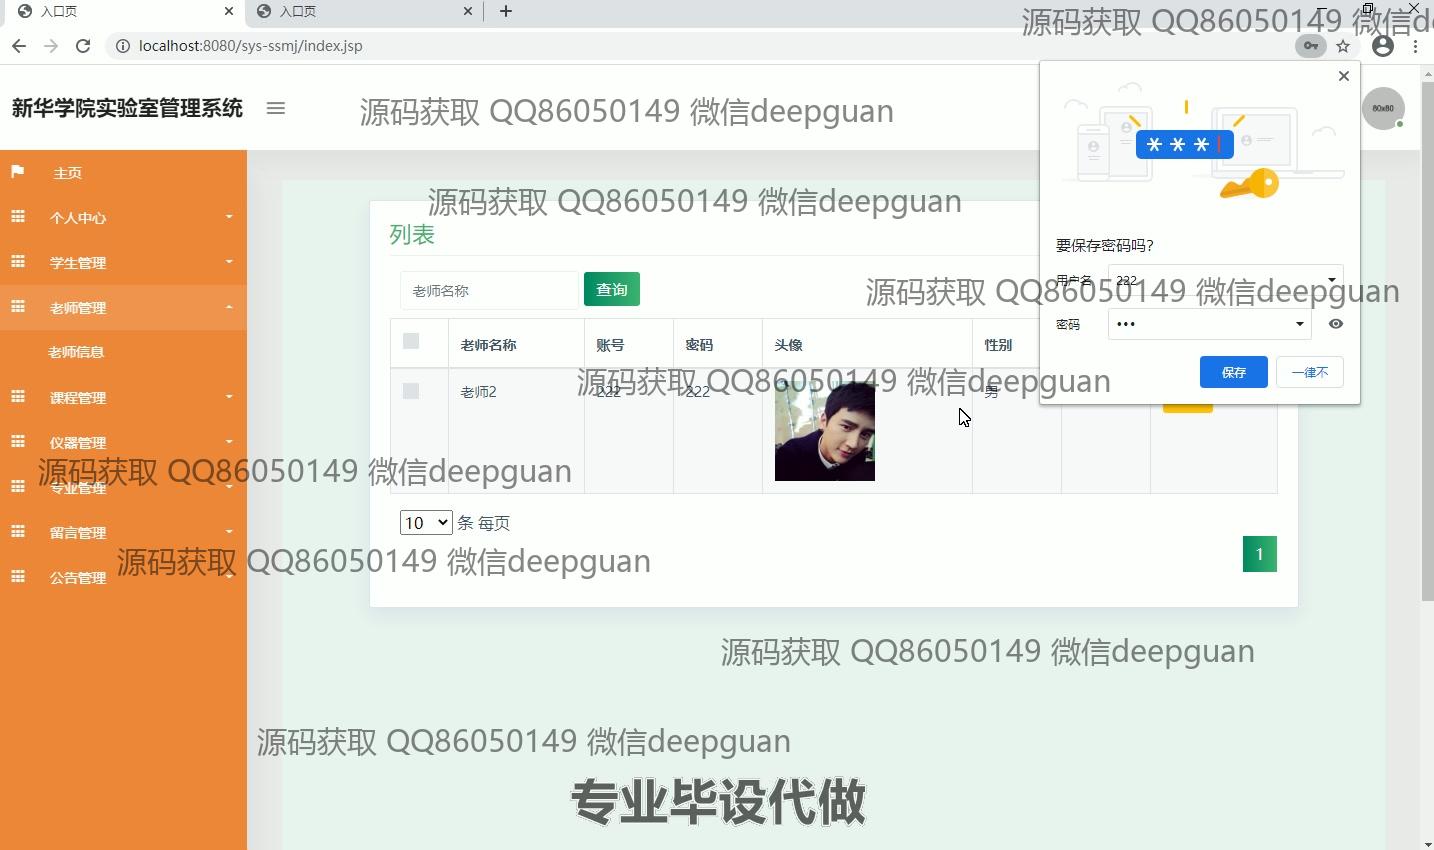 入口页
入口页
localhost:8080/sys-ssmj/index.jsp
源码获取 QQ86050149 微信de
新华学院实验室管理系统
源码获取 QQ86050149 微信deepguan
80x80
主页
个人中心
学生管理
老师管理
老师信息
课程管理
仪器管理
专业管理
留言管理
公告管理
源码获取 QQ86050149 微信deepguan
列表
老师名称
查询
老师名称
账号
密码
头像
性别
老师2
222
222
男
源码获取 QQ86050149 微信deepguan
10
条 每页
1
要保存密码吗?
用户名
222
源码获取 QQ86050149 微信deepguan
密码
•••
保存
一律不
源码获取 QQ86050149 微信deepguan
源码获取 QQ86050149 微信deepguan
源码获取 QQ86050149 微信deepguan
源码获取 QQ86050149 微信deepguan
专业毕设代做